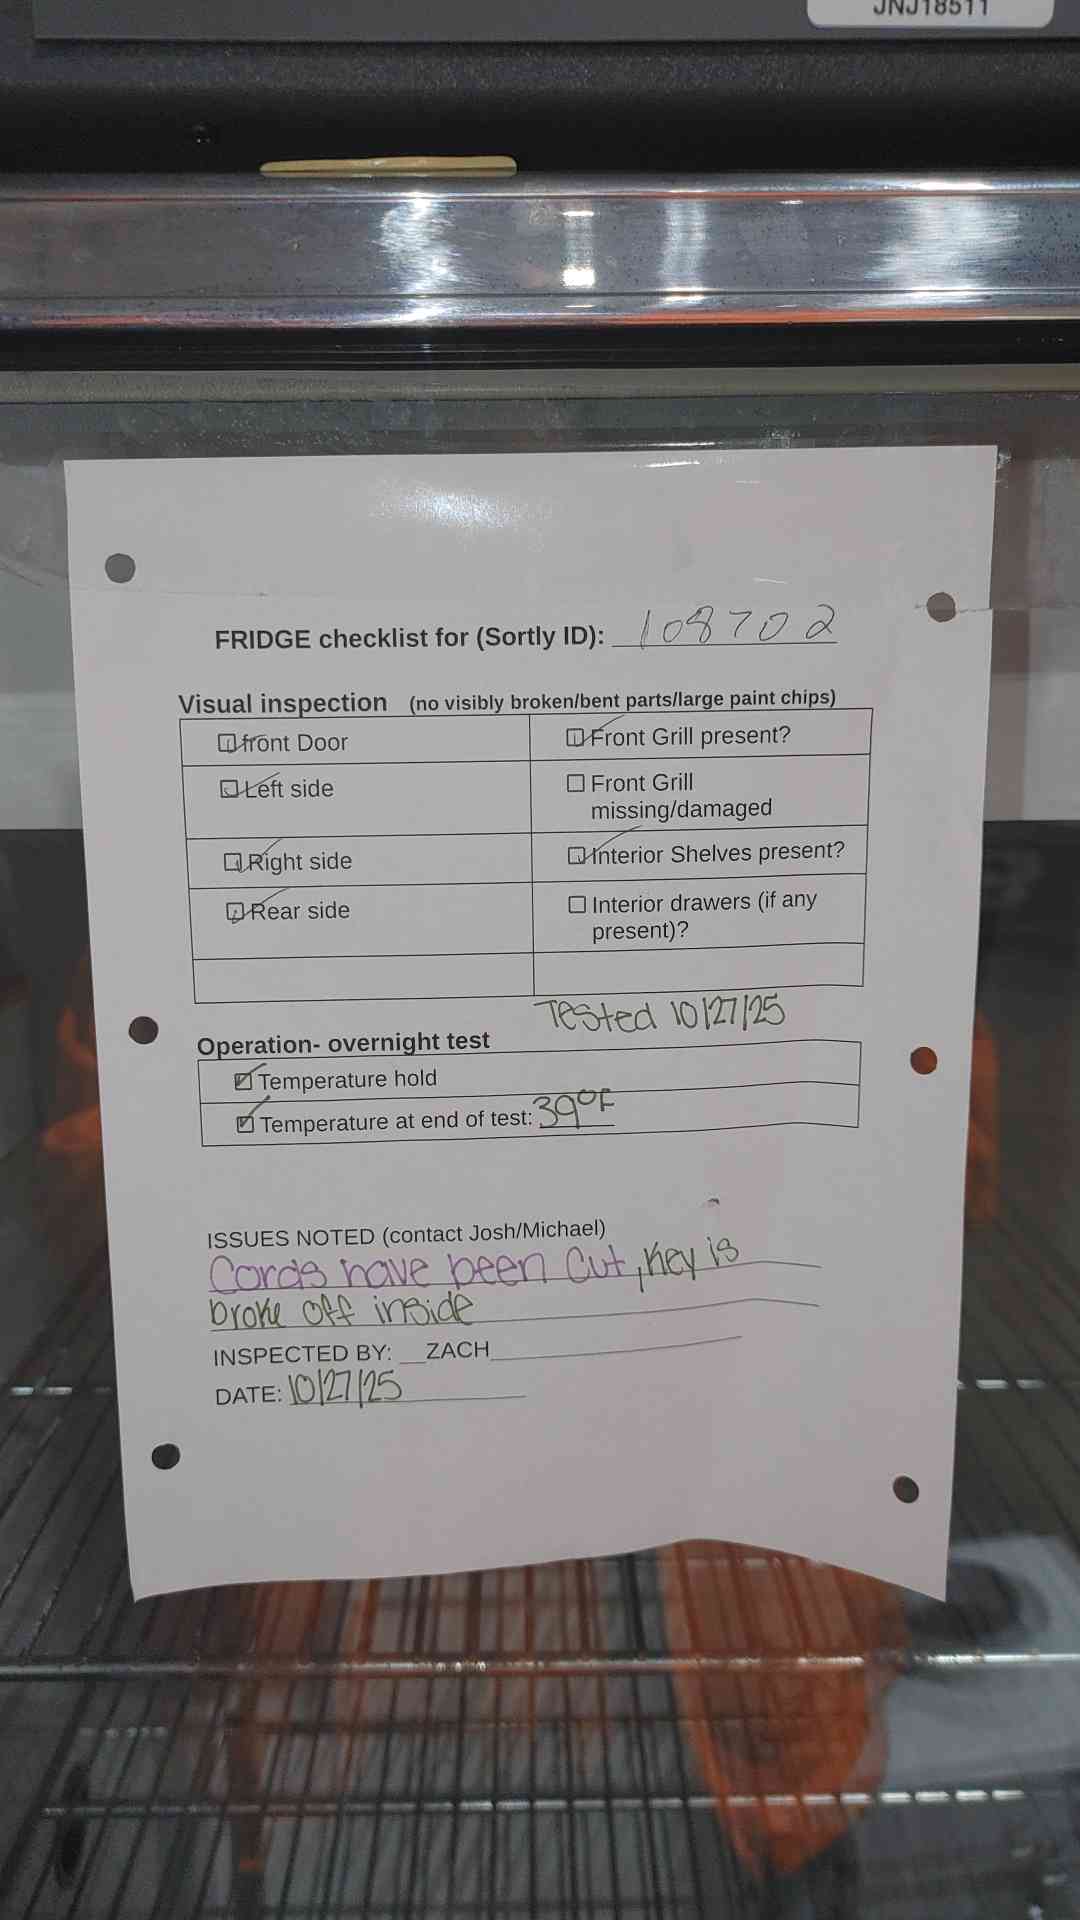 JNJ18511
FRIDGE checklist for (Sortly ID): 108702
Visual inspection (no visibly broken/bent parts/large paint chips)
☑ front Door
☑ Front Grill present?
☑ Left side
☐ Front Grill
missing/damaged
☑ Right side
☑ Interior Shelves present?
☑ Rear side
☐ Interior drawers (if any
present)?
Tested 10/27/25
Operation- overnight test
☑ Temperature hold
☑ Temperature at end of test: 39°F
ISSUES NOTED (contact Josh/Michael)
Cords have been cut, Key is
broke off inside
INSPECTED BY: __ZACH
DATE: 10/27/25